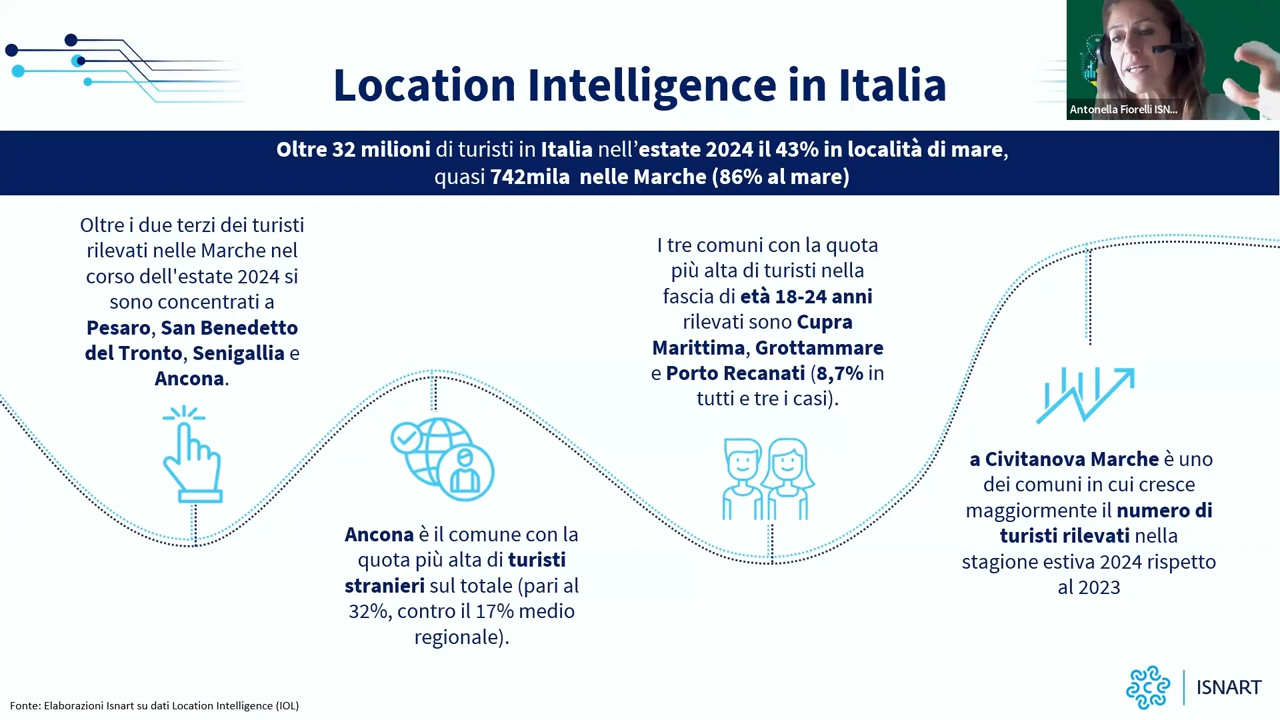 Location Intelligence in Italia
Antonella Fiorelli ISN...
Oltre 32 milioni di turisti in Italia nell’estate 2024 il 43% in località di mare,
quasi 742mila nelle Marche (86% al mare)
Oltre i due terzi dei turisti
rilevati nelle Marche nel
corso dell'estate 2024 si
sono concentrati a
Pesaro, San Benedetto
del Tronto, Senigallia e
Ancona.
Ancona è il comune con la
quota più alta di turisti
stranieri sul totale (pari al
32%, contro il 17% medio
regionale).
I tre comuni con la quota
più alta di turisti nella
fascia di età 18-24 anni
rilevati sono Cupra
Marittima, Grottammare
e Porto Recanati (8,7% in
tutti e tre i casi).
a Civitanova Marche è uno
dei comuni in cui cresce
maggiormente il numero di
turisti rilevati nella
stagione estiva 2024 rispetto
al 2023
ISNART
Fonte: Elaborazioni Isnart su dati Location Intelligence (IOL)